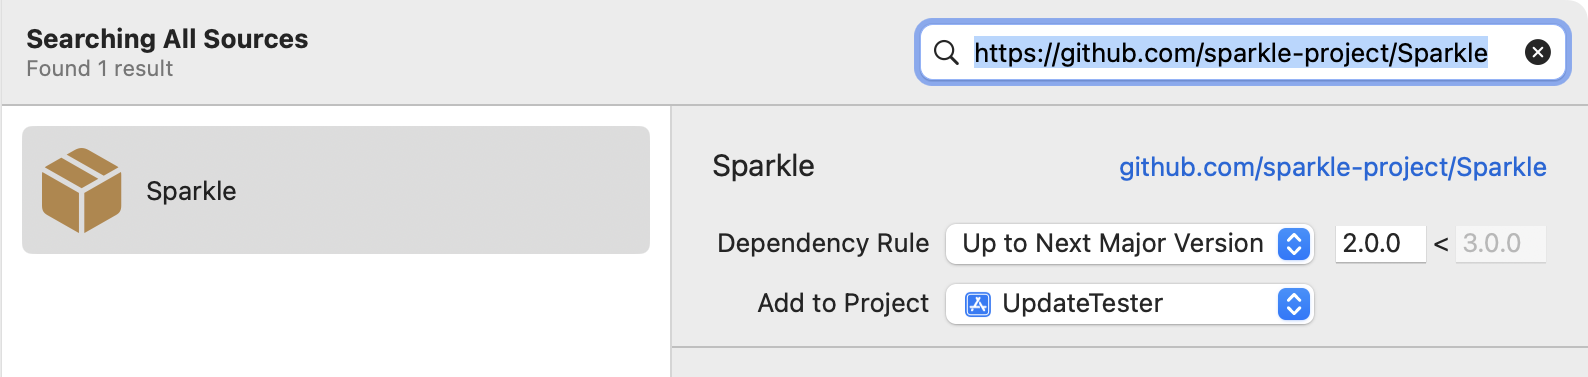 Searching All Sources
Found 1 result
https://github.com/sparkle-project/Sparkle
Sparkle
Sparkle github.com/sparkle-project/Sparkle
Dependency Rule Up to Next Major Version 2.0.0 < 3.0.0
Add to Project UpdateTester